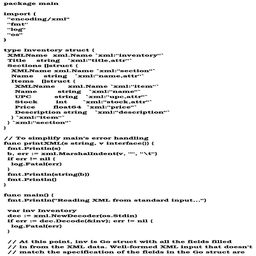 package main
import (
"encoding/xml"
"fmt"
"log"
"os"
)
type Inventory struct {
XMLName xml.Name `xml:"inventory"`
Title string `xml:"title,attr"`
Sections []struct {
XMLName xml.Name `xml:"section"`
Name string `xml:"name,attr"`
Items []struct {
XMLName xml.Name `xml:"item"`
Name string `xml:"name"`
UPC string `xml:"upc,attr"`
Stock int `xml:"stock,attr"`
Price float64 `xml:"price"`
Description string `xml:"description"`
} `xml:"item"`
} `xml:"section"`
}
// To simplify main's error handling
func printXML(s string, v interface{}) {
fmt.Println(s)
b, err := xml.MarshalIndent(v, "", "\t")
if err != nil {
log.Fatal(err)
}
fmt.Println(string(b))
fmt.Println()
}
func main() {
fmt.Println("Reading XML from standard input...")
var inv Inventory
dec := xml.NewDecoder(os.Stdin)
if err := dec.Decode(&inv); err != nil {
log.Fatal(err)
}
// At this point, inv is Go struct with all the fields filled
// in from the XML data. Well-formed XML input that doesn't
// match the specification of the fields in the Go struct are